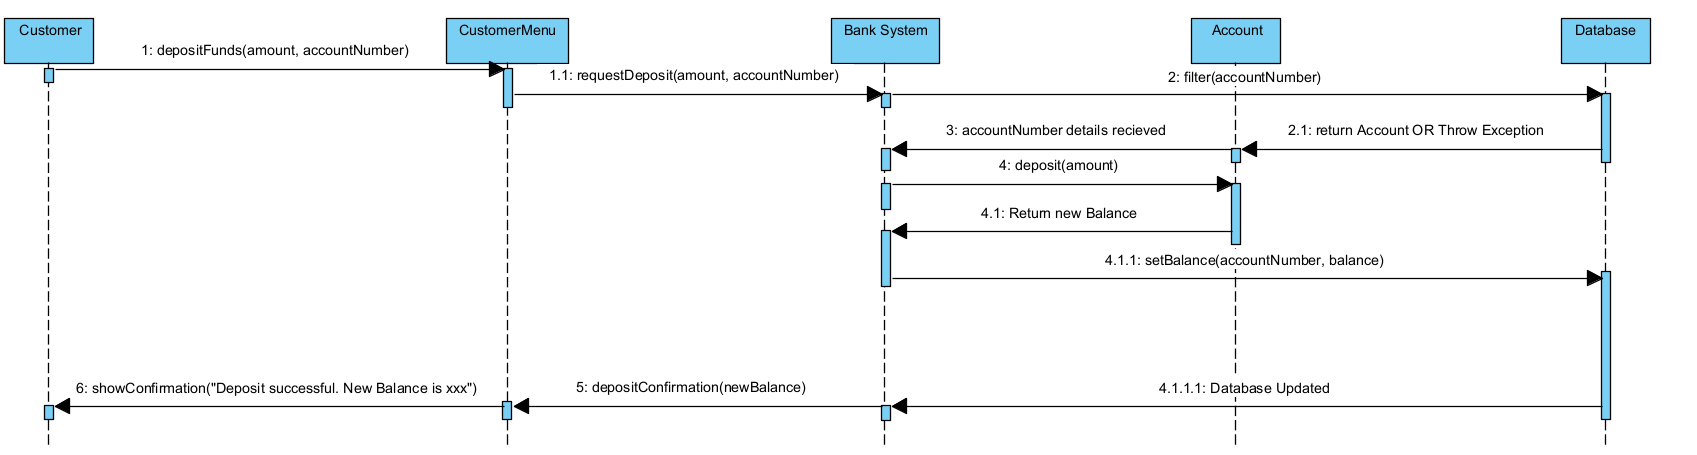 Customer
CustomerMenu
Bank System
Account
Database
1: depositFunds(amount, accountNumber)
1.1: requestDeposit(amount, accountNumber)
2: filter(accountNumber)
3: accountNumber details recieved
2.1: return Account OR Throw Exception
4: deposit(amount)
4.1: Return new Balance
4.1.1: setBalance(accountNumber, balance)
6: showConfirmation("Deposit successful. New Balance is xxx")
5: depositConfirmation(newBalance)
4.1.1.1: Database Updated